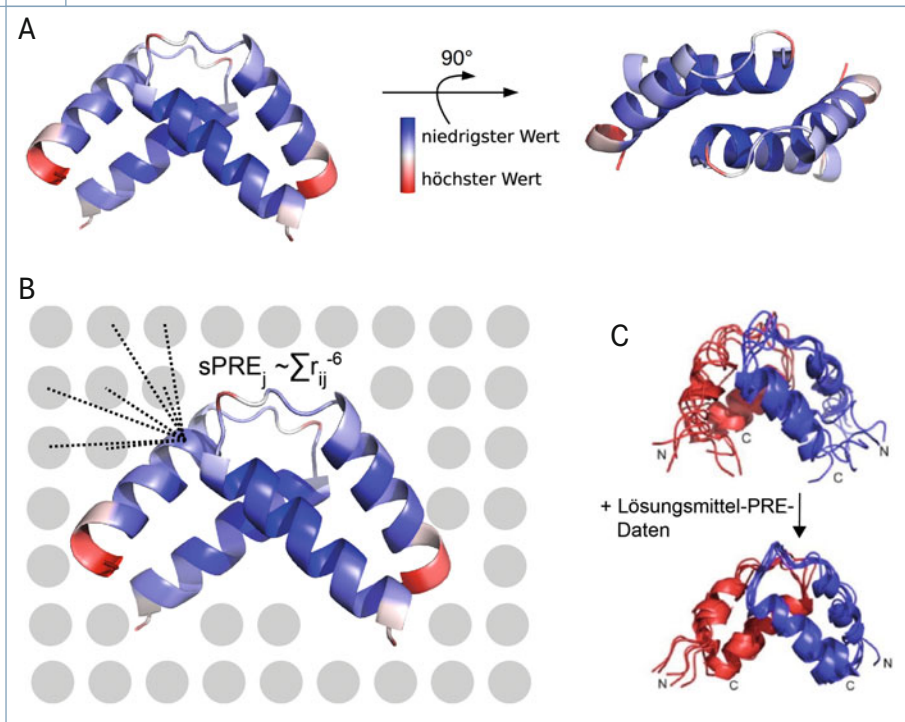 A
90°
niedrigster Wert
höchster Wert
B
sPREⱼ ~∑rᵢⱼ⁻⁶
C
N
C
C
N
+ Lösungsmittel-PRE-
Daten
N
C
C
N